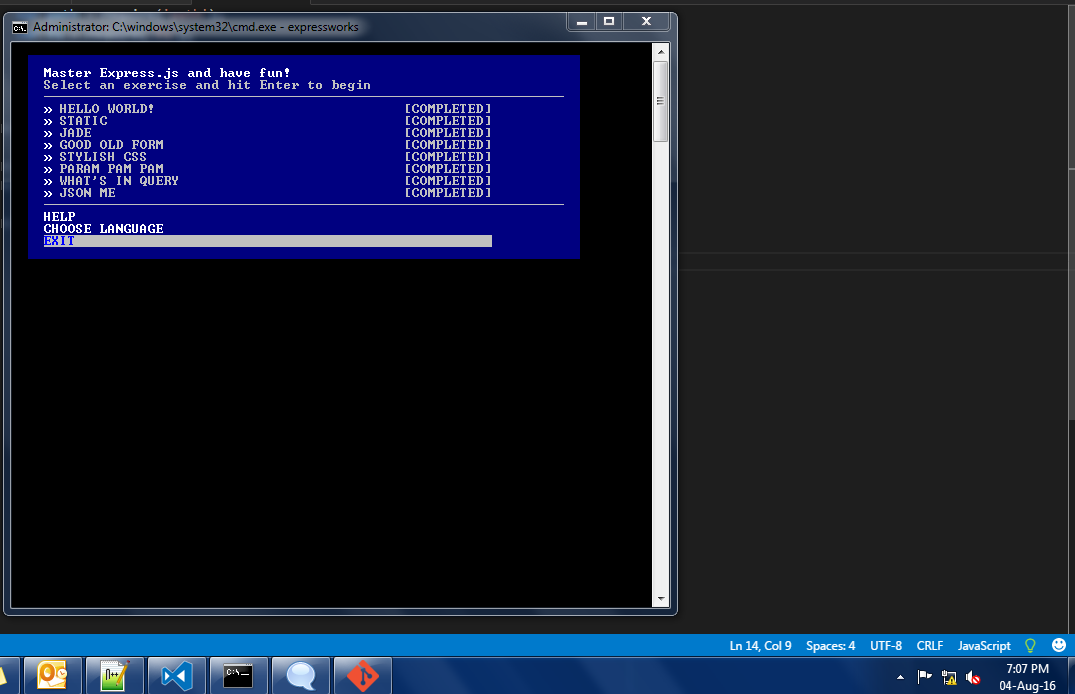 Administrator: C:\windows\system32\cmd.exe - expressworks
Master Express.js and have fun!
Select an exercise and hit Enter to begin
» HELLO WORLD! [COMPLETED]
» STATIC [COMPLETED]
» JADE [COMPLETED]
» GOOD OLD FORM [COMPLETED]
» STYLISH CSS [COMPLETED]
» PARAM PAM PAM [COMPLETED]
» WHAT'S IN QUERY [COMPLETED]
» JSON ME [COMPLETED]
HELP
CHOOSE LANGUAGE
EXIT
Ln 14, Col 9 Spaces: 4 UTF-8 CRLF JavaScript
7:07 PM
04-Aug-16